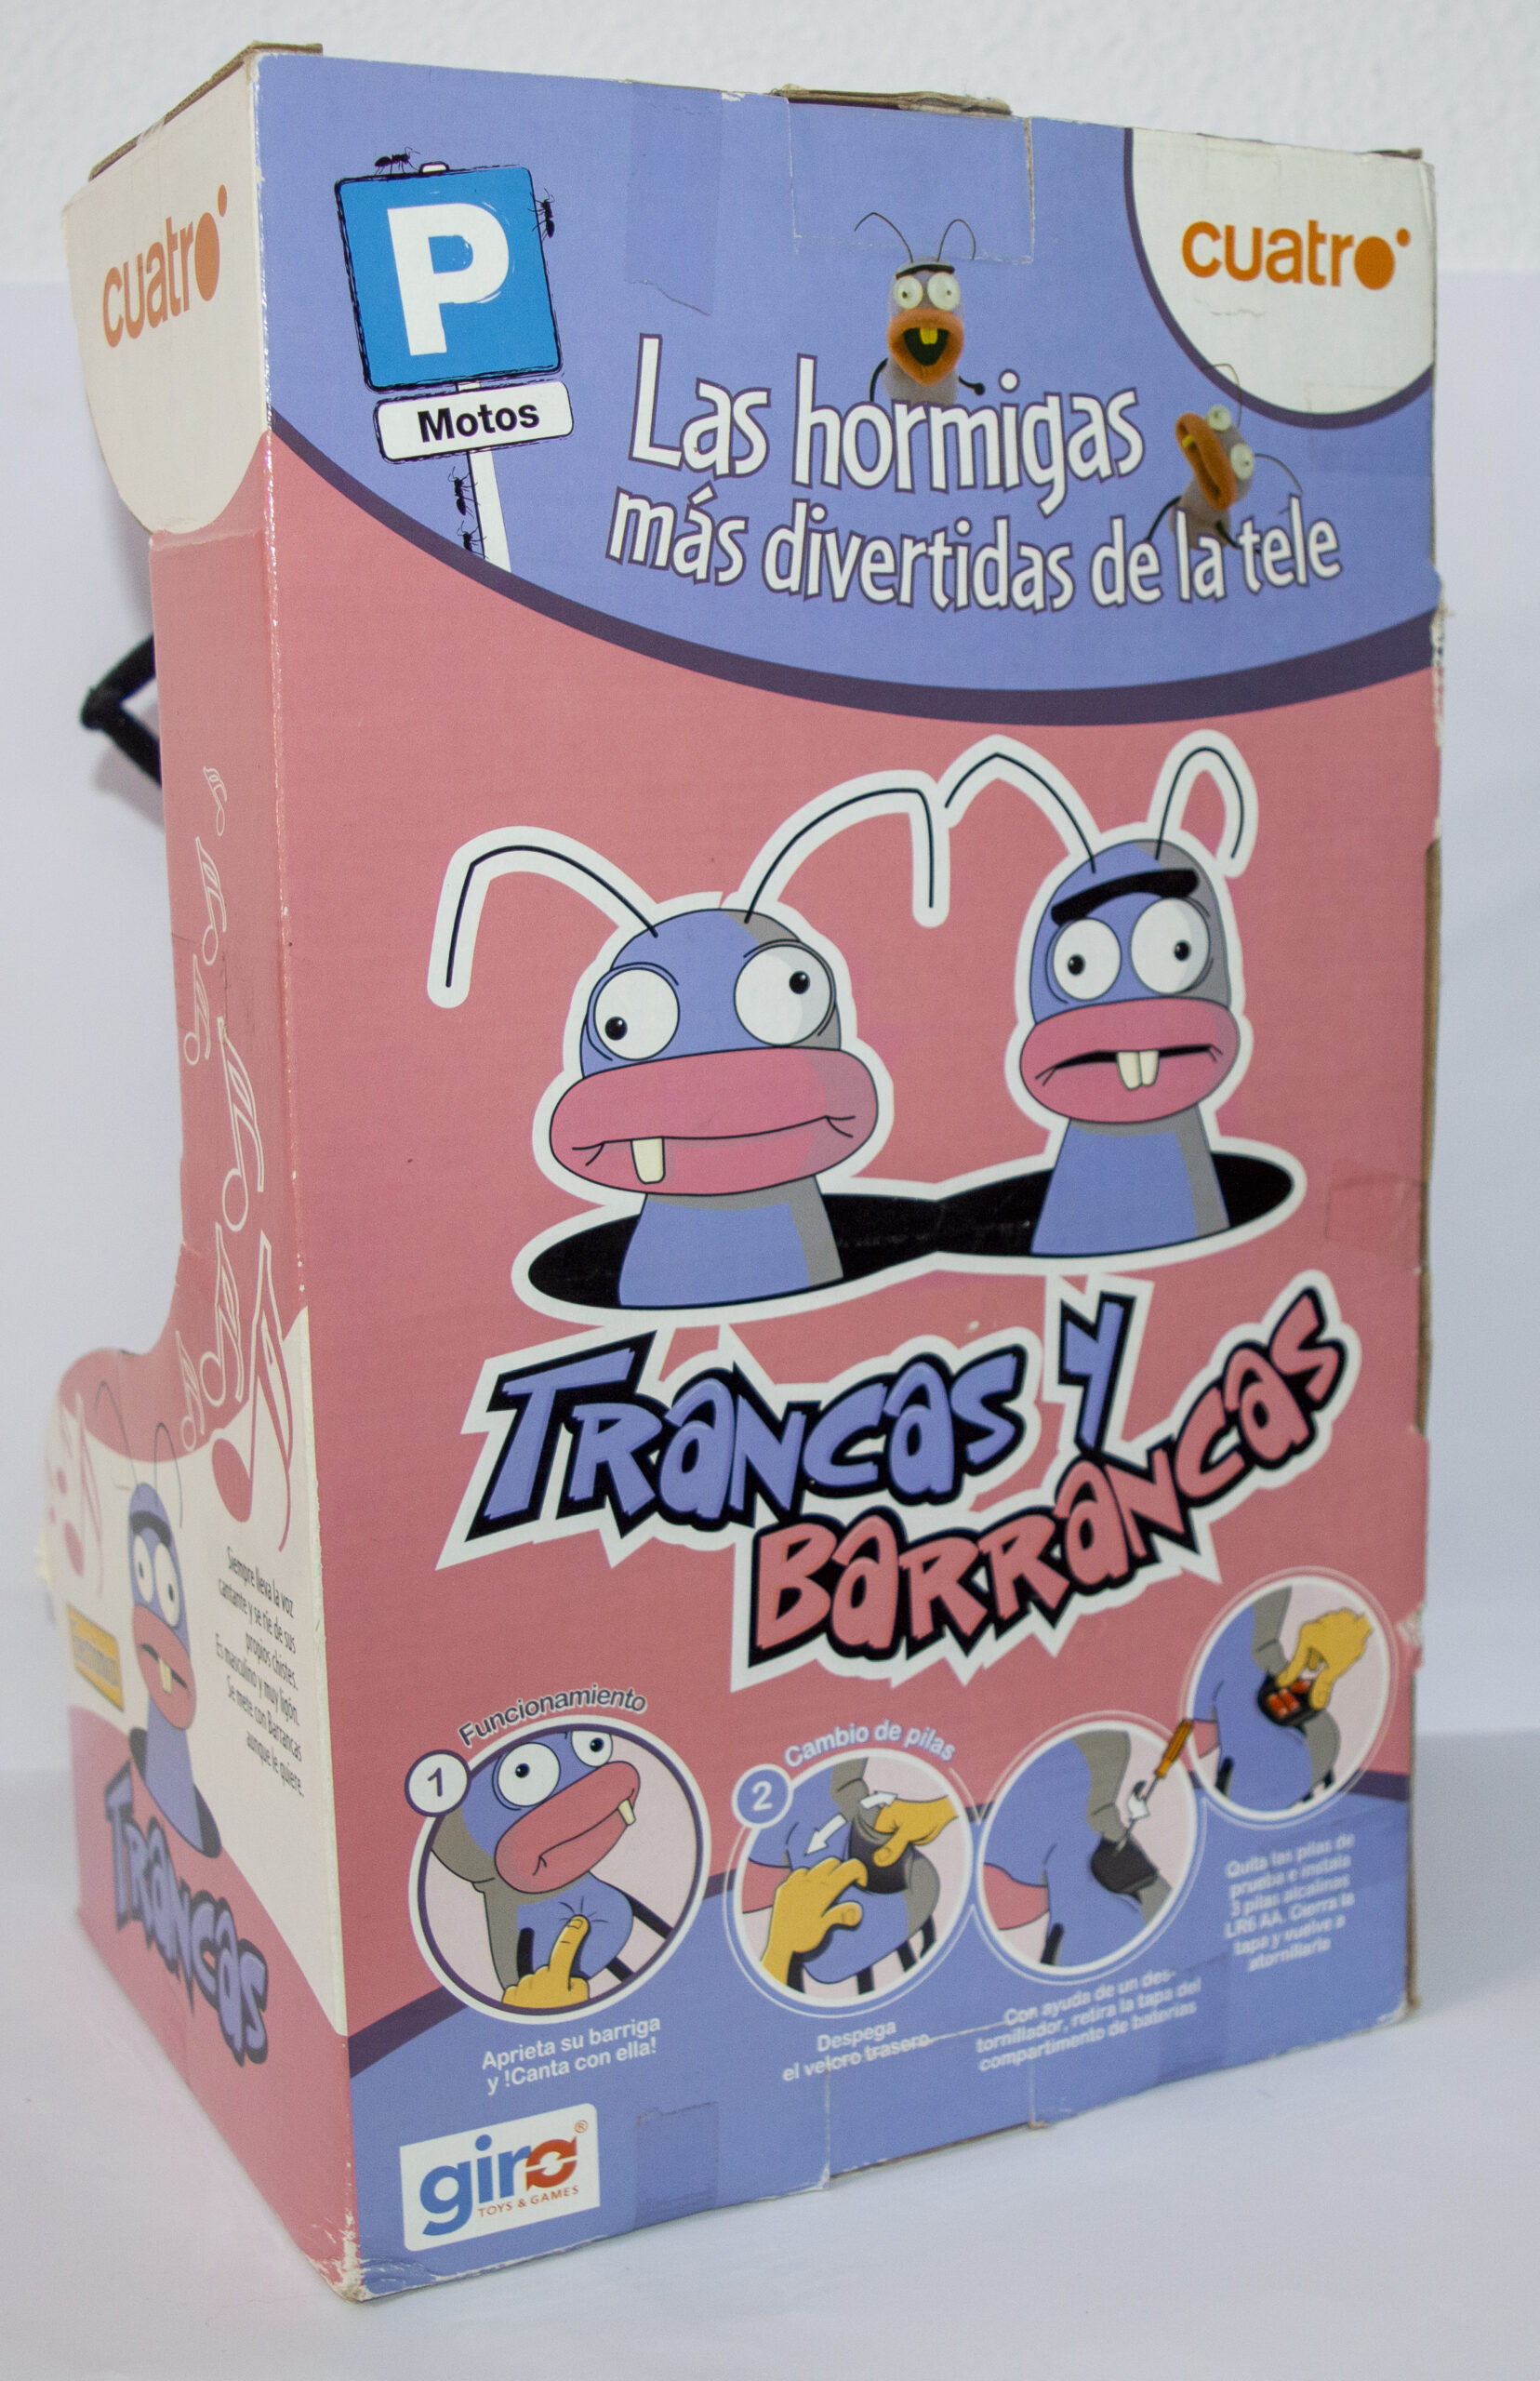 cuatro
P
Motos
cuatro
Las hormigas
más divertidas de la tele
TRANCAS Y
BARRANCAS
Siempre lleva la voz
cantante y se ríe de sus
propios chistes.
Es masculino y muy ligón.
Se mete con Barrancas
aunque le quiere.
TRANCAS
Funcionamiento
1
Aprieta su barriga
y !Canta con ella!
Cambio de pilas
2
Despega
el velcro trasero
Con ayuda de un des-
tornillador, retira la tapa del
compartimento de baterías
Quita las pilas de
prueba e instala
3 pilas alcalinas
LR6 AA. Cierra la
tapa y vuelve a
atornillarla
giro®
TOYS & GAMES